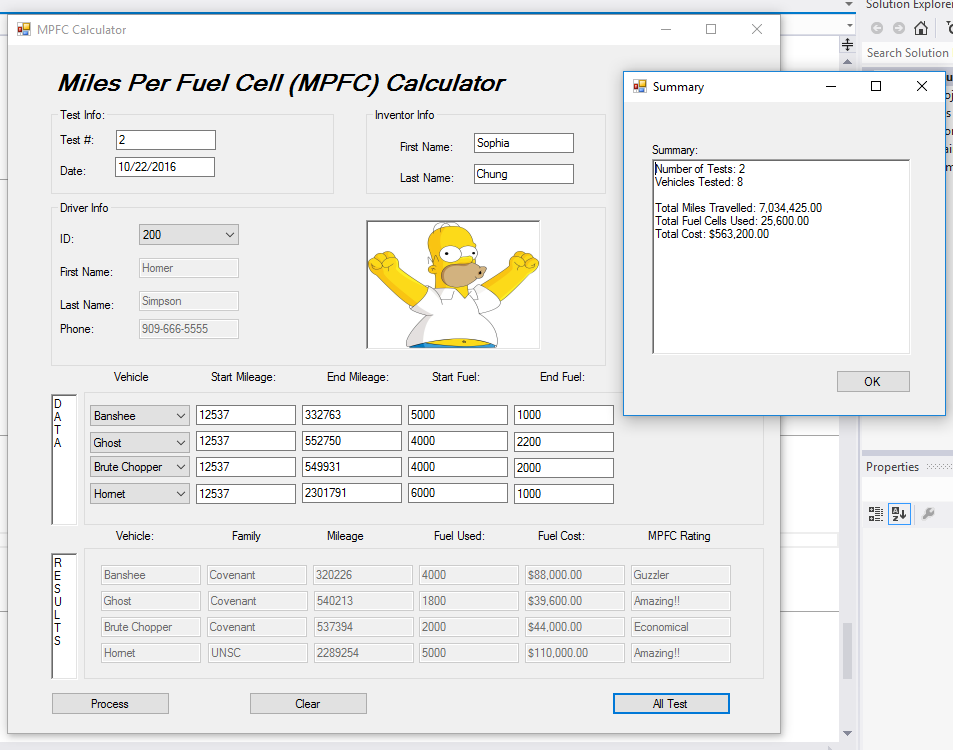 Solution Explorer
MPFC Calculator
Search Solution
Miles Per Fuel Cell (MPFC) Calculator
Summary
Test Info:
Test #: 2
Date: 10/22/2016
Inventor Info
First Name: Sophia
Last Name: Chung
Summary:
Number of Tests: 2
Vehicles Tested: 8
Total Miles Travelled: 7,034,425.00
Total Fuel Cells Used: 25,600.00
Total Cost: $563,200.00
OK
Driver Info
ID: 200
First Name: Homer
Last Name: Simpson
Phone: 909-666-5555
Vehicle Start Mileage: End Mileage: Start Fuel: End Fuel:
DATA
Banshee 12537 332763 5000 1000
Ghost 12537 552750 4000 2200
Brute Chopper 12537 549931 4000 2000
Hornet 12537 2301791 6000 1000
Properties
Vehicle: Family Mileage Fuel Used: Fuel Cost: MPFC Rating
RESULTS
Banshee Covenant 320226 4000 $88,000.00 Guzzler
Ghost Covenant 540213 1800 $39,600.00 Amazing!!
Brute Chopper Covenant 537394 2000 $44,000.00 Economical
Hornet UNSC 2289254 5000 $110,000.00 Amazing!!
Process Clear All Test